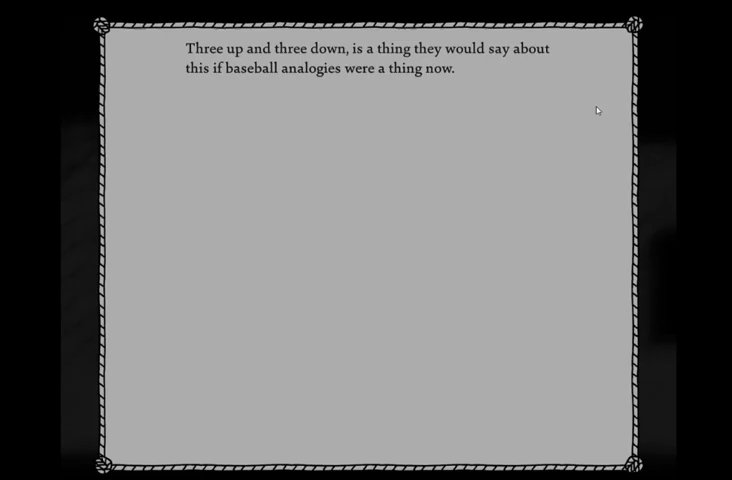 Three up and three down, is a thing they would say about
this if baseball analogies were a thing now.